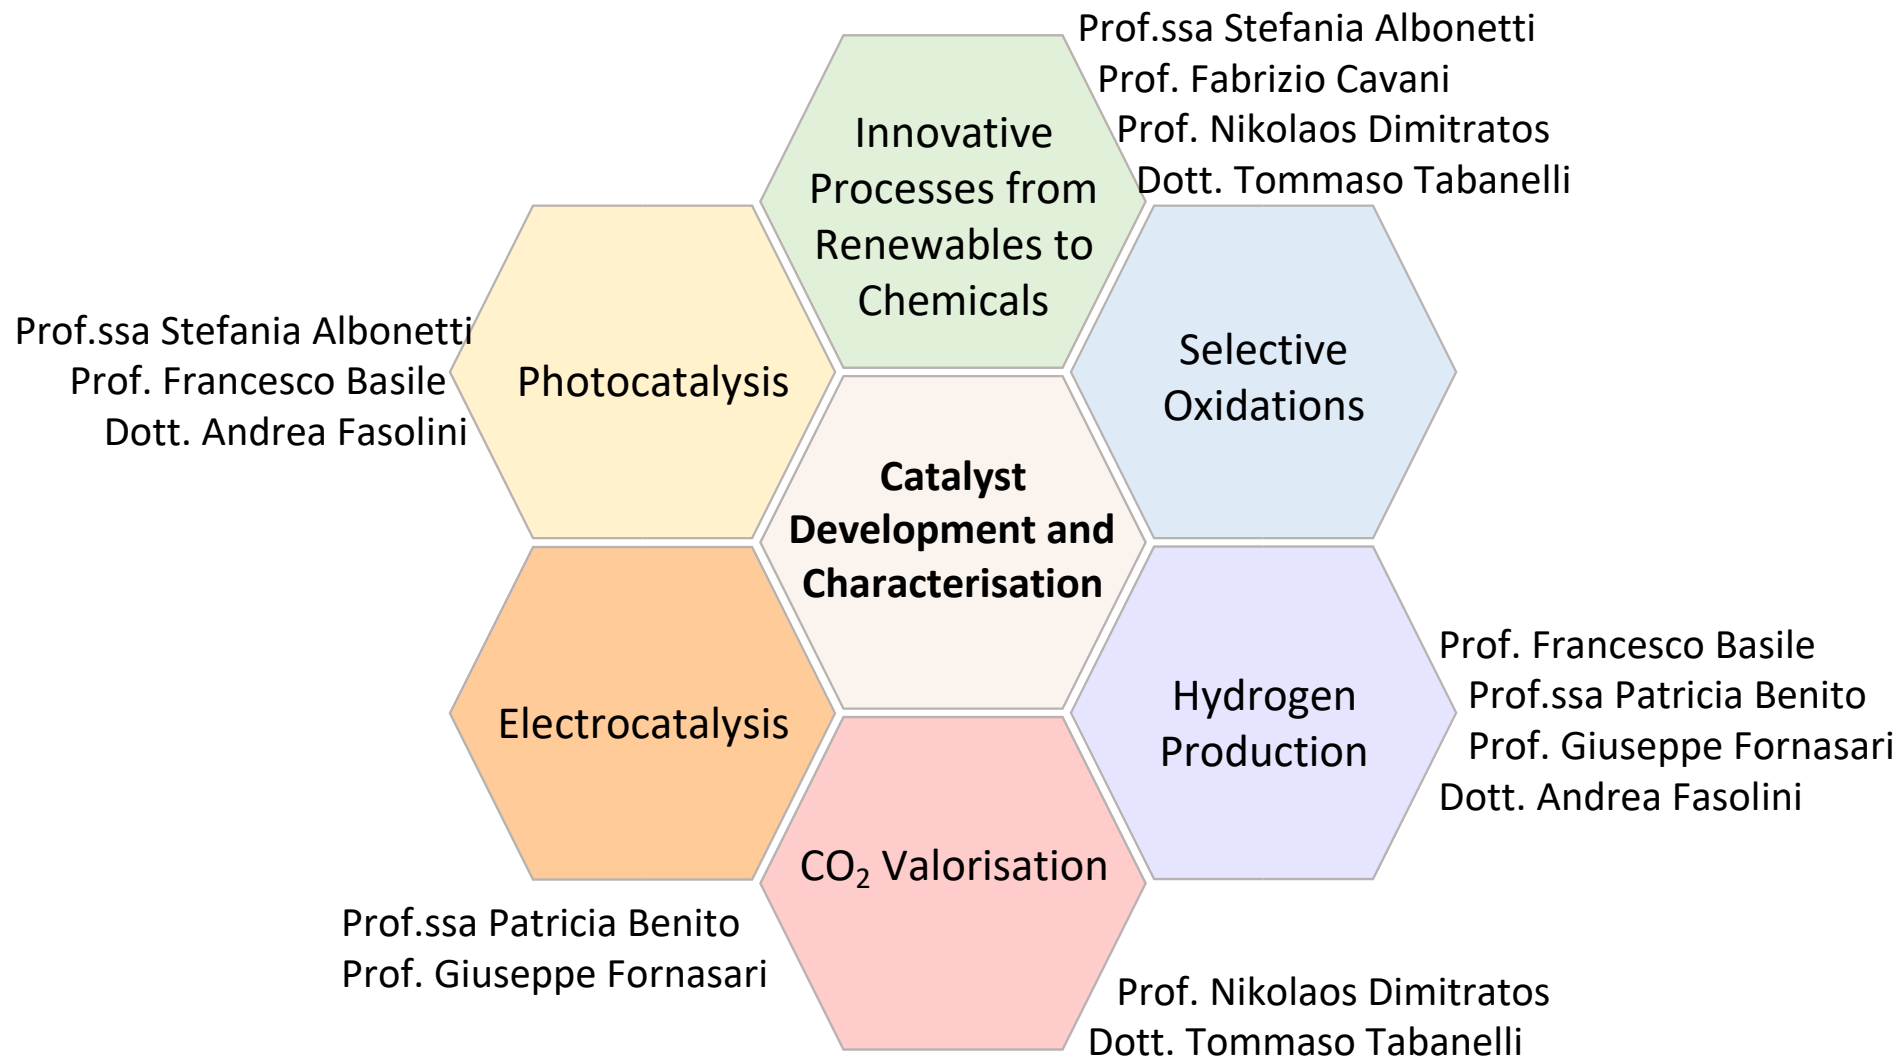 Prof.ssa Stefania Albonetti
Prof. Fabrizio Cavani
Prof. Nikolaos Dimitratos
Dott. Tommaso Tabanelli
Innovative
Processes from
Renewables to
Chemicals
Prof.ssa Stefania Albonetti
Prof. Francesco Basile
Dott. Andrea Fasolini
Photocatalysis
Selective
Oxidations
Catalyst
Development and
Characterisation
Electrocatalysis
Hydrogen
Production
Prof. Francesco Basile
Prof.ssa Patricia Benito
Prof. Giuseppe Fornasari
Dott. Andrea Fasolini
CO₂ Valorisation
Prof.ssa Patricia Benito
Prof. Giuseppe Fornasari
Prof. Nikolaos Dimitratos
Dott. Tommaso Tabanelli